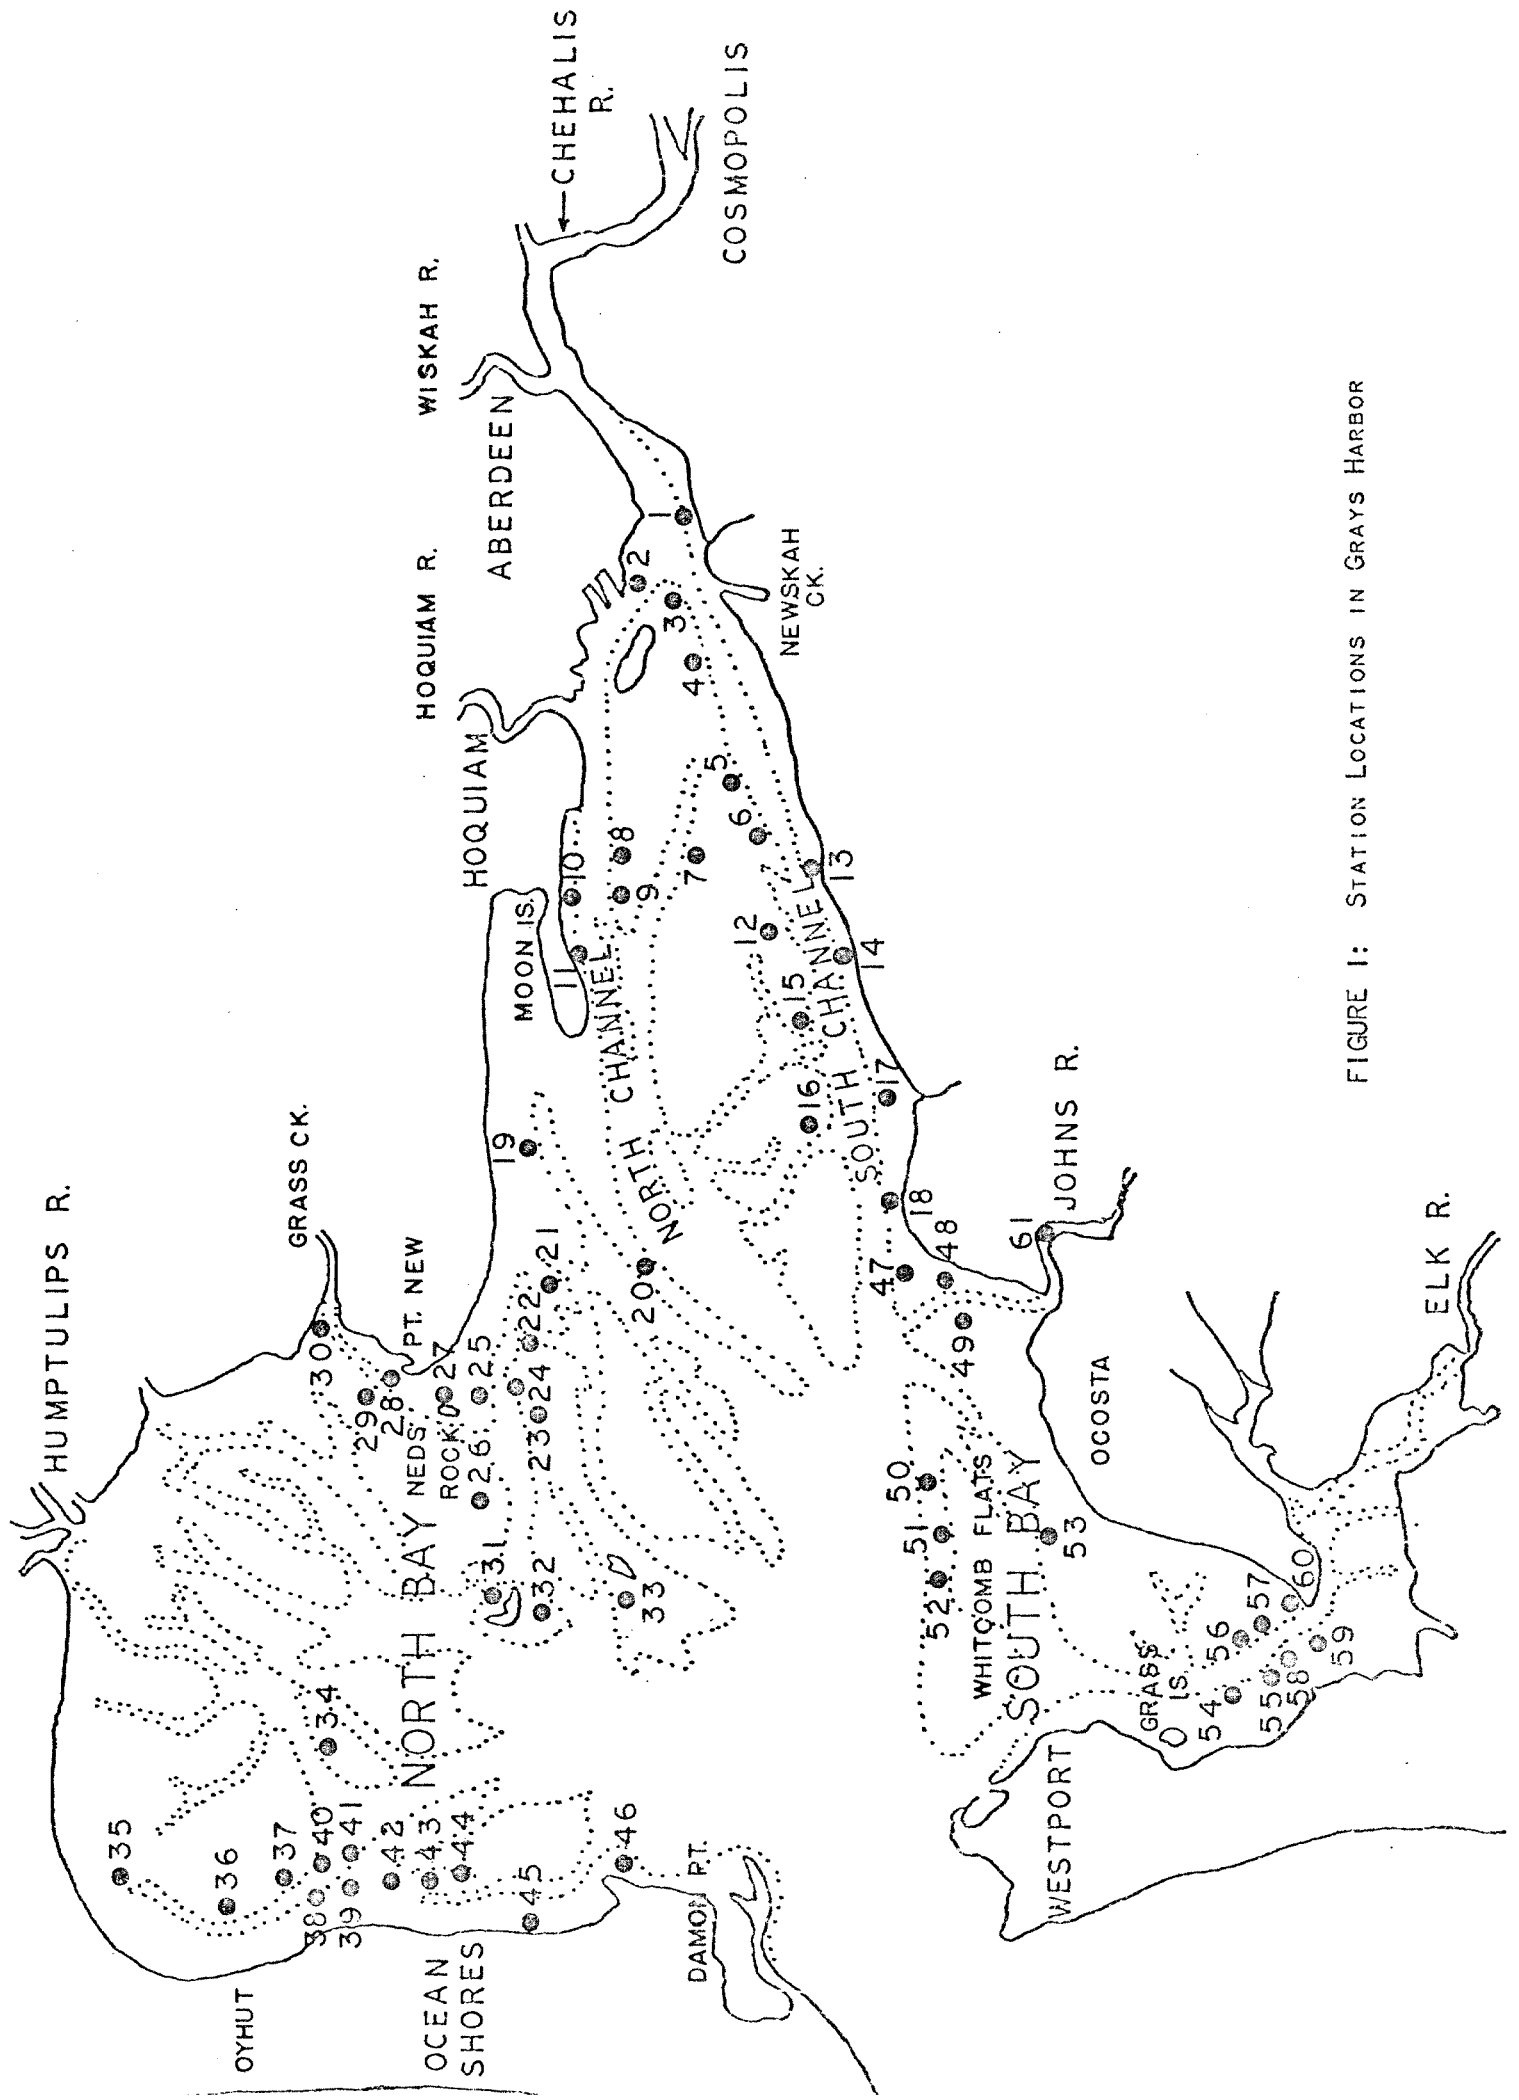 HUMPTULIPS R.
GRASS CK.
PT. NEW
NEDS
ROCK
NORTH BAY
OYHUT
OCEAN
SHORES
DAMON PT.
HOQUIAM R.
HOQUIAM
MOON IS.
WISKAH R.
ABERDEEN
←CHEHALIS
R.
COSMOPOLIS
NEWSKAH
CK.
NORTH CHANNEL
SOUTH CHANNEL
SOUTH CHANNEL
NORTH
JOHNS R.
OCOSTA
ELK R.
WHITCOMB FLATS
SOUTH BAY
GRASS
IS.
WESTPORT
1
2
3
4
5
6
7
8
9
10
11
12
13
14
15
16
17
18
19
20
21
22
23
24
25
26
27
28
29
30
31
32
33
34
35
36
37
38
39
40
41
42
43
44
45
46
47
48
49
50
51
52
53
54
55
56
57
58
59
60
61
FIGURE 1: STATION LOCATIONS IN GRAYS HARBOR